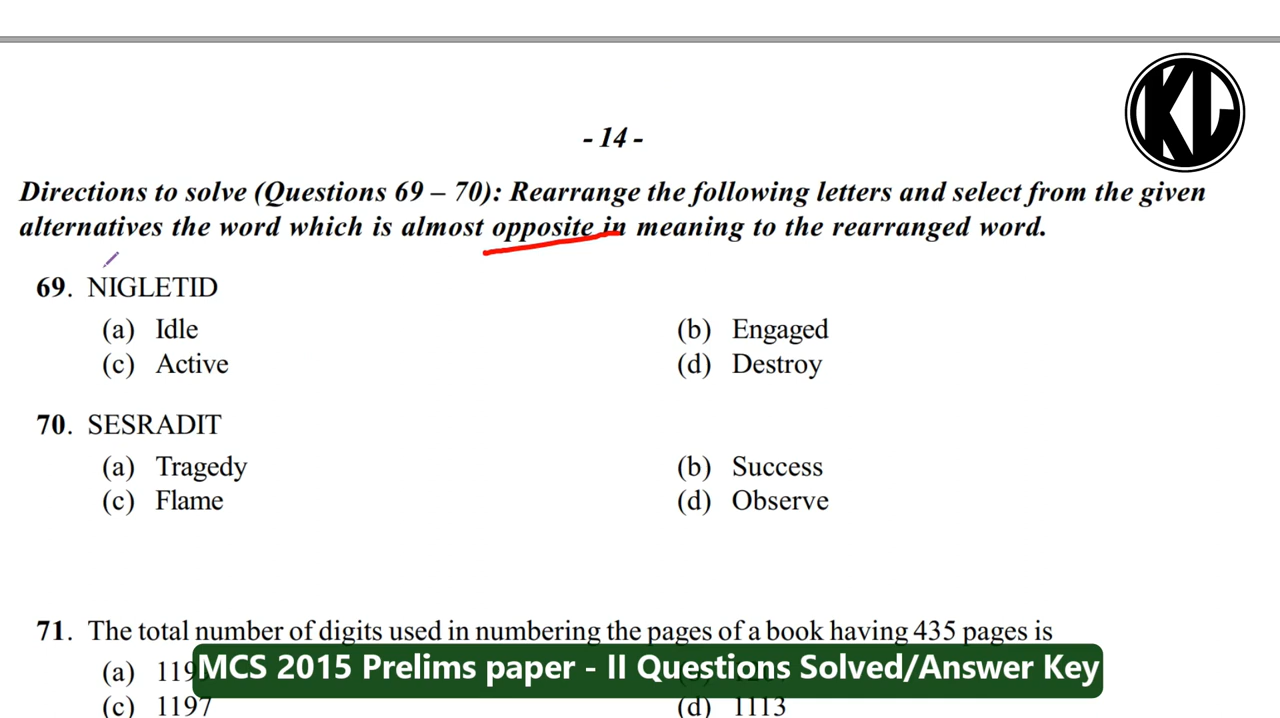 KL
- 14 -
Directions to solve (Questions 69 – 70): Rearrange the following letters and select from the given
alternatives the word which is almost opposite in meaning to the rearranged word.
69. NIGLETID
(a) Idle (b) Engaged
(c) Active (d) Destroy
70. SESRADIT
(a) Tragedy (b) Success
(c) Flame (d) Observe
71. The total number of digits used in numbering the pages of a book having 435 pages is
(a)
MCS 2015 Prelims paper - II Questions Solved/Answer Key
(c) 1197 (d) 1113